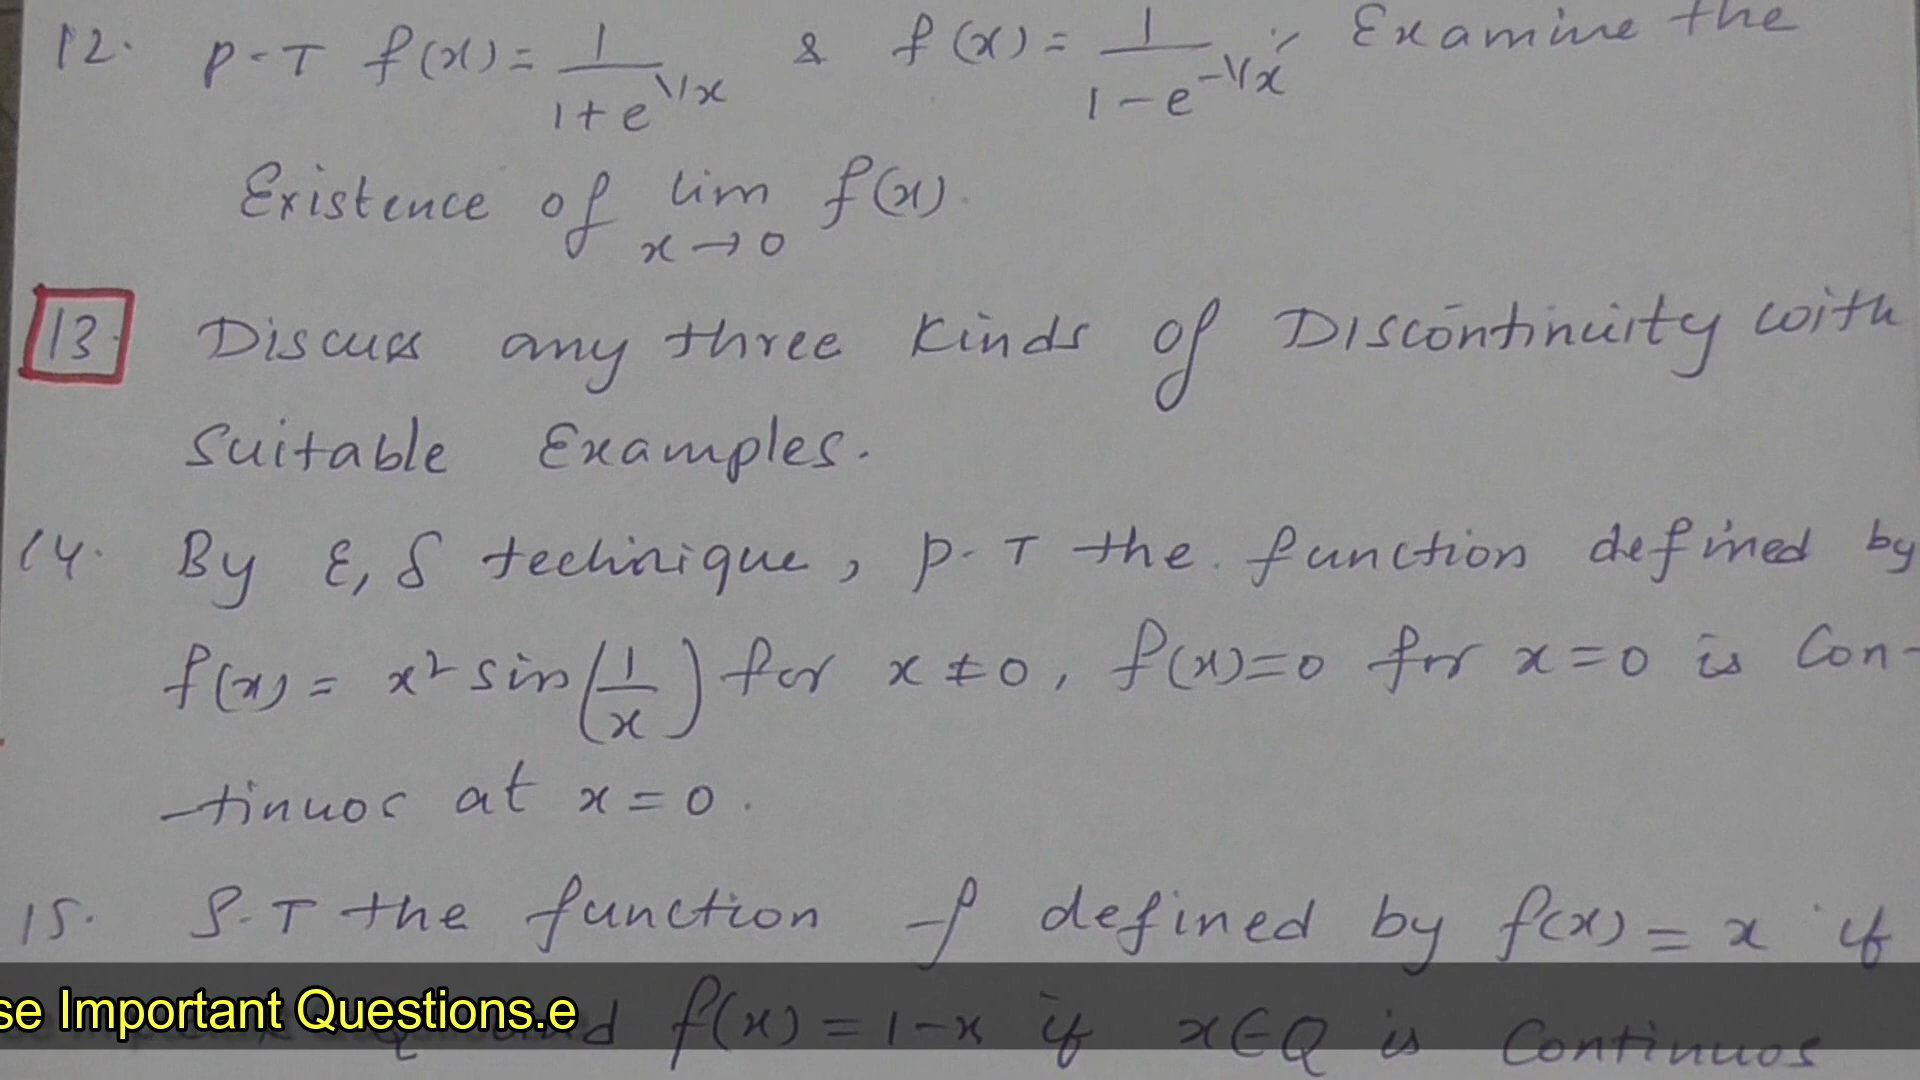 12. P-T f(x) = 1/(1+e^1/x) & f(x) = 1/(1-e^-1/x); Examine the
Existence of lim x→0 f(x).
13. Discuss any three Kinds of Discontinuity with
Suitable Examples.
14. By ε, δ technique, P-T the function defined by
f(x) = x² sin(1/x) for x ≠ 0, f(x)=0 for x=0 is Con-
-tinuos at x=0.
15. S-T the function f defined by f(x) = x if
f(x) = 1-x if x∈Q is Continuos
se Important Questions.e